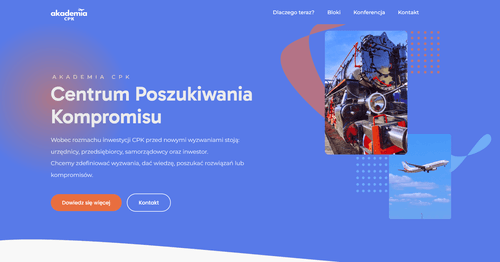 akademia
CPK
Dlaczego teraz?
Bloki
Konferencja
Kontakt
AKADEMIA CPK
Centrum Poszukiwania
Kompromisu
Wobec rozmachu inwestycji CPK przed nowymi wyzwaniami stoją:
urzędnicy, przedsiębiorcy, samorządowcy oraz inwestor.
Chcemy zdefiniować wyzwania, dać wiedzę, poszukać rozwiązań lub
kompromisów.
Dowiedz się więcej
Kontakt